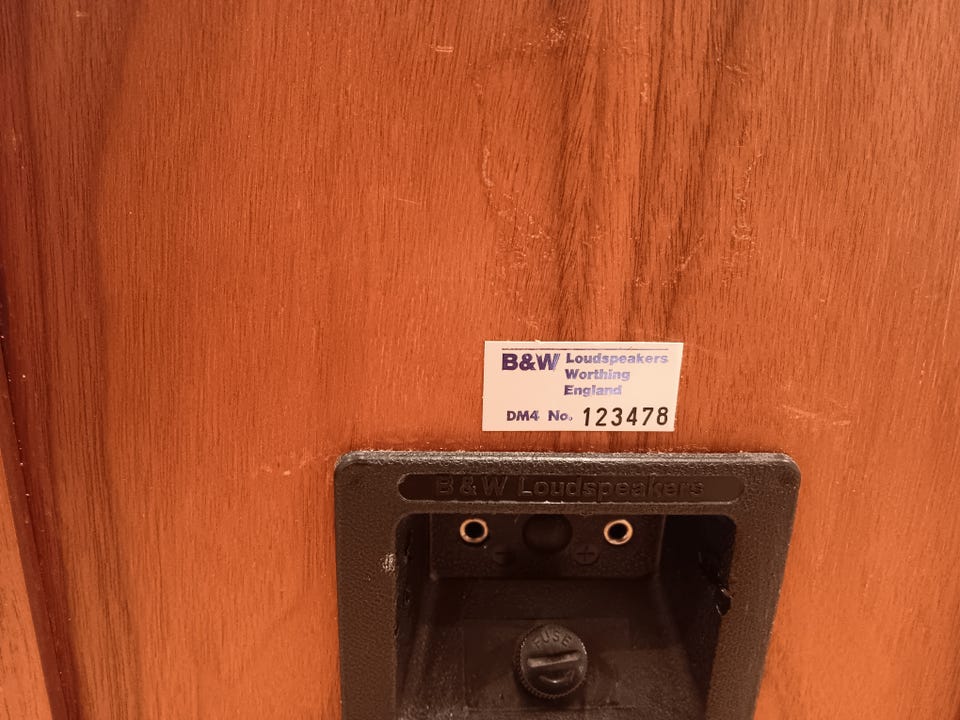 B&W Loudspeakers
Worthing
England
DM4 No. 123478
B&W Loudspeakers
- +
FUSE